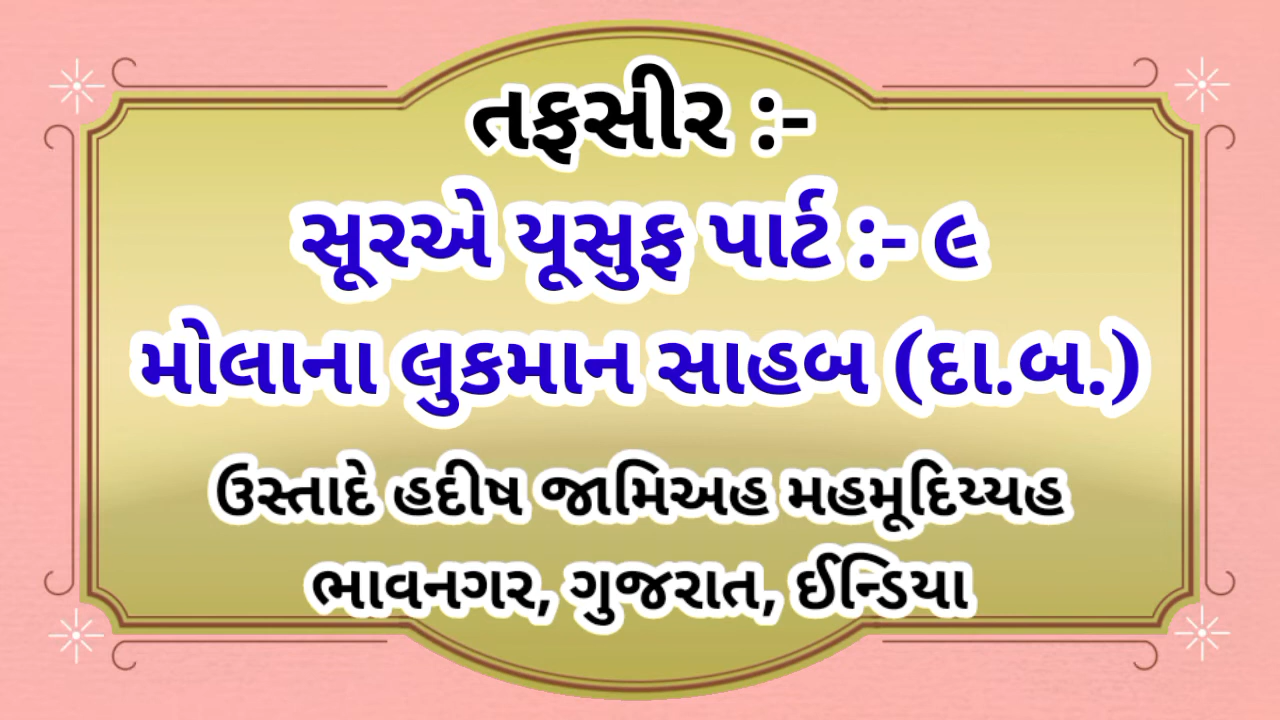 તફસીર :-
સૂરએ યૂસુફ પાર્ટ :- ૯
મોલાના લુકમાન સાહબ (દા.બ.)
ઉસ્તાદે હદીષ જામિઅહ મહમૂદિય્યહ
ભાવનગર, ગુજરાત, ઈન્ડિયા